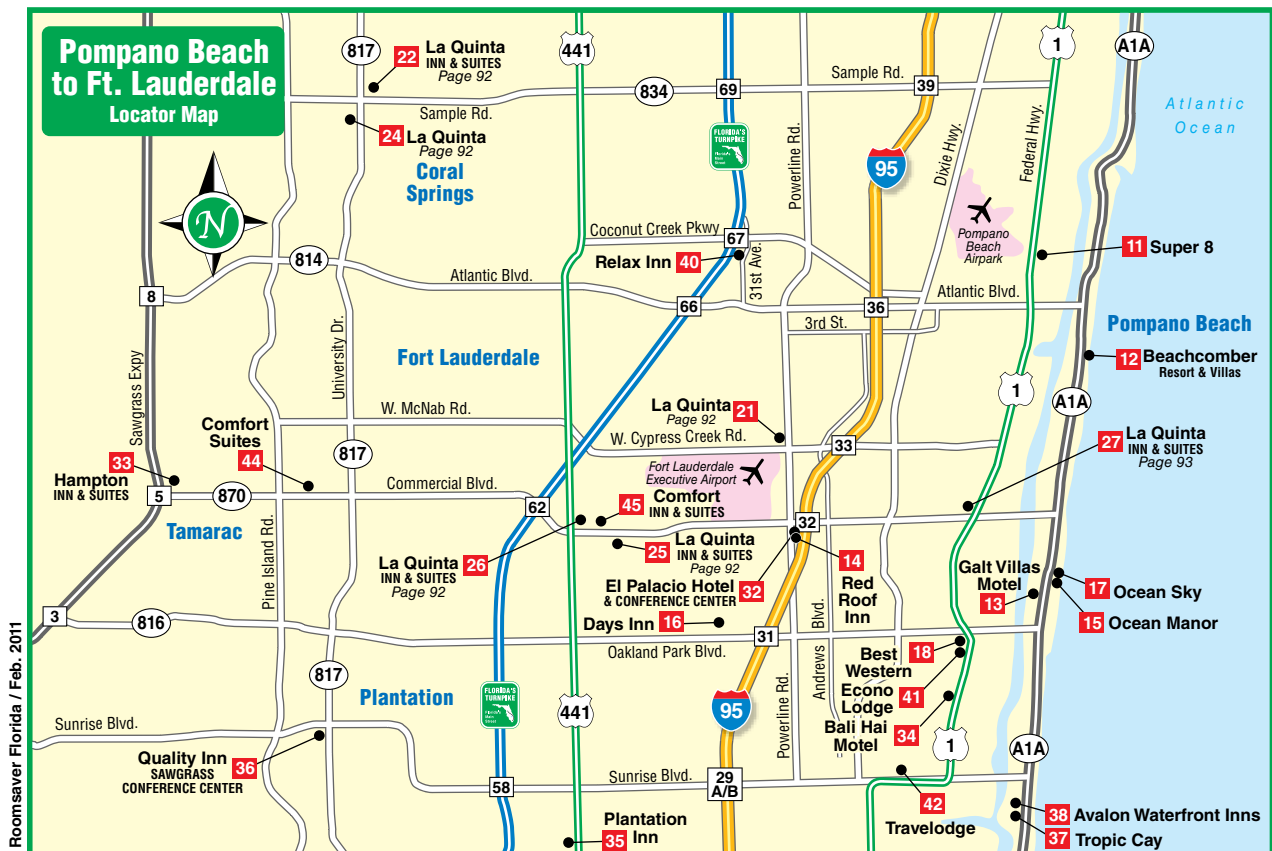 Pompano Beach
to Ft. Lauderdale
Locator Map
N
817
22
La Quinta
INN & SUITES
Page 92
441
1
A1A
834
69
Sample Rd.
39
Sample Rd.
24
La Quinta
Page 92
Coral
Springs
FLORIDA'S
TURNPIKE
Florida's
Main
Street
Powerline Rd.
95
Dixie Hwy.
Federal Hwy.
Atlantic
Ocean
Pompano
Beach
Airpark
11
Super 8
Coconut Creek Pkwy
67
Relax Inn
40
31st Ave.
814
Atlantic Blvd.
8
66
36
Atlantic Blvd.
3rd St.
Pompano Beach
12
Beachcomber
Resort & Villas
Sawgrass Expy
University Dr.
Fort Lauderdale
1
A1A
W. McNab Rd.
La Quinta
Page 92
21
W. Cypress Creek Rd.
33
27
La Quinta
INN & SUITES
Page 93
Comfort
Suites
44
817
33
Hampton
INN & SUITES
5
870
Commercial Blvd.
Fort Lauderdale
Executive Airport
62
45
Comfort
INN & SUITES
32
Tamarac
Pine Island Rd.
La Quinta
INN & SUITES
Page 92
26
25
La Quinta
INN & SUITES
Page 92
14
Red
Roof
Inn
El Palacio Hotel
& CONFERENCE CENTER
32
Galt Villas
Motel
13
17
Ocean Sky
15
Ocean Manor
3
816
Days Inn
16
31
Oakland Park Blvd.
Andrews Blvd.
Best
Western
18
Econo
Lodge
41
Bali Hai
Motel
34
817
Plantation
FLORIDA'S
TURNPIKE
Florida's
Main
Street
441
95
Powerline Rd.
1
A1A
Sunrise Blvd.
Quality Inn
SAWGRASS
CONFERENCE CENTER
36
58
Sunrise Blvd.
29
A/B
42
Travelodge
38
Avalon Waterfront Inns
37
Tropic Cay
Plantation
Inn
35
Roomsaver Florida / Feb. 2011